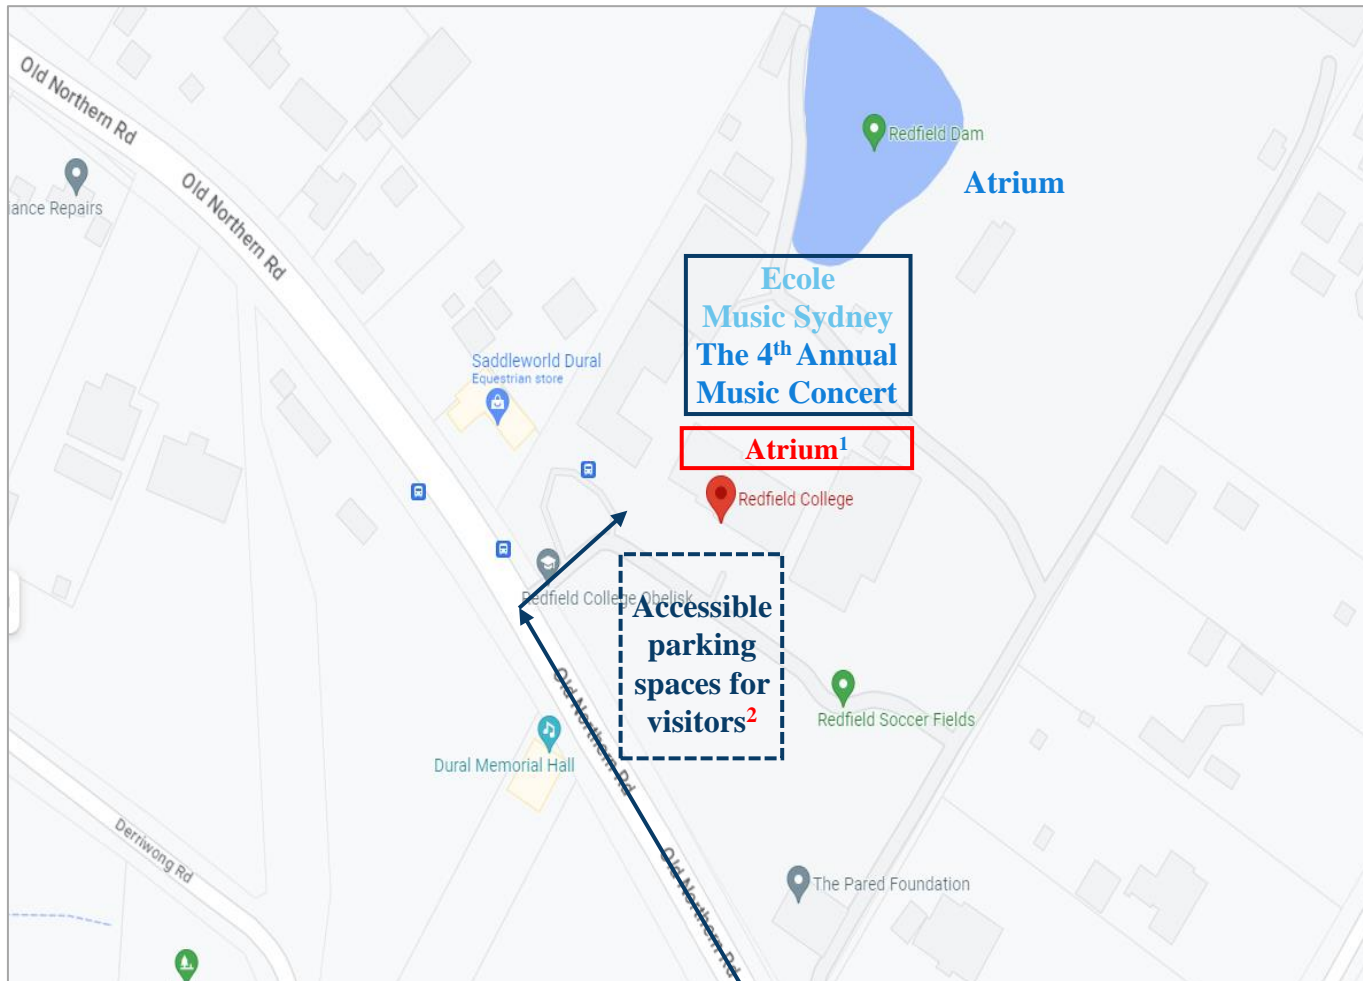 Old Northern Rd
Redfield Dam
iance Repairs
Old Northern Rd
Atrium
Ecole
Music Sydney
The 4th Annual
Music Concert
Saddleworld Dural
Equestrian store
Atrium1
Redfield College
Redfield College Obelisk
Accessible
parking
spaces for
visitors2
Old Northern Rd
Redfield Soccer Fields
Dural Memorial Hall
Derriwong Rd
Old Northern Rd
The Pared Foundation